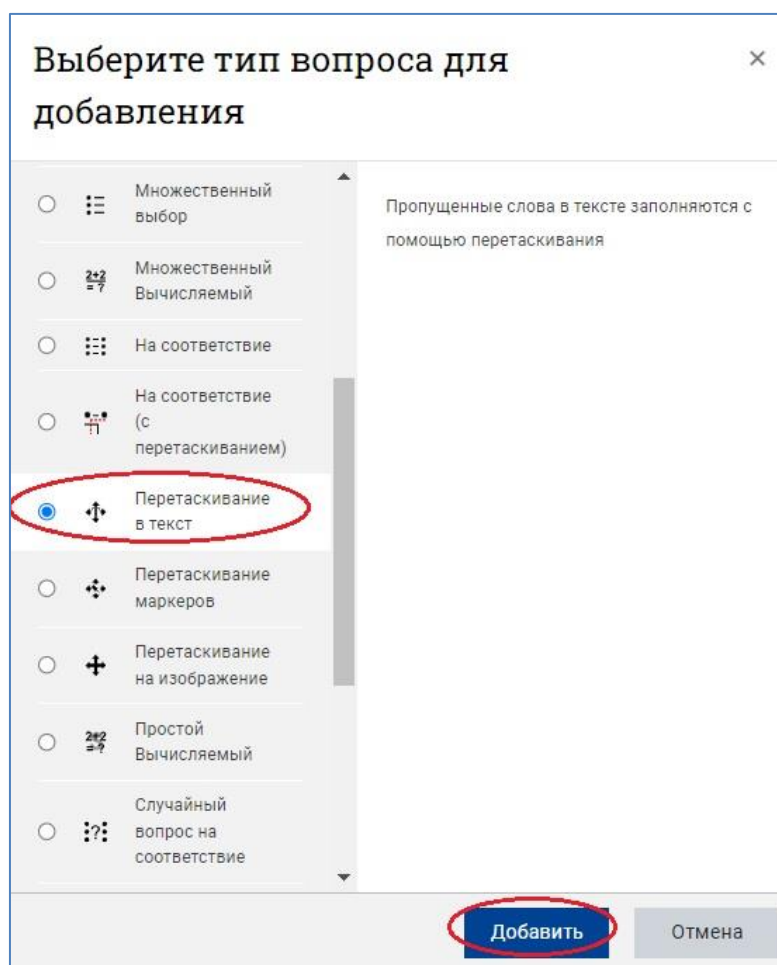 Выберите тип вопроса для
добавления
×
Множественный
выбор
Пропущенные слова в тексте заполняются с
помощью перетаскивания
2+2
= ?
Множественный
Вычисляемый
На соответствие
На соответствие
(с
перетаскиванием)
Перетаскивание
в текст
Перетаскивание
маркеров
Перетаскивание
на изображение
2+2
= ?
Простой
Вычисляемый
?
Случайный
вопрос на
соответствие
Добавить
Отмена